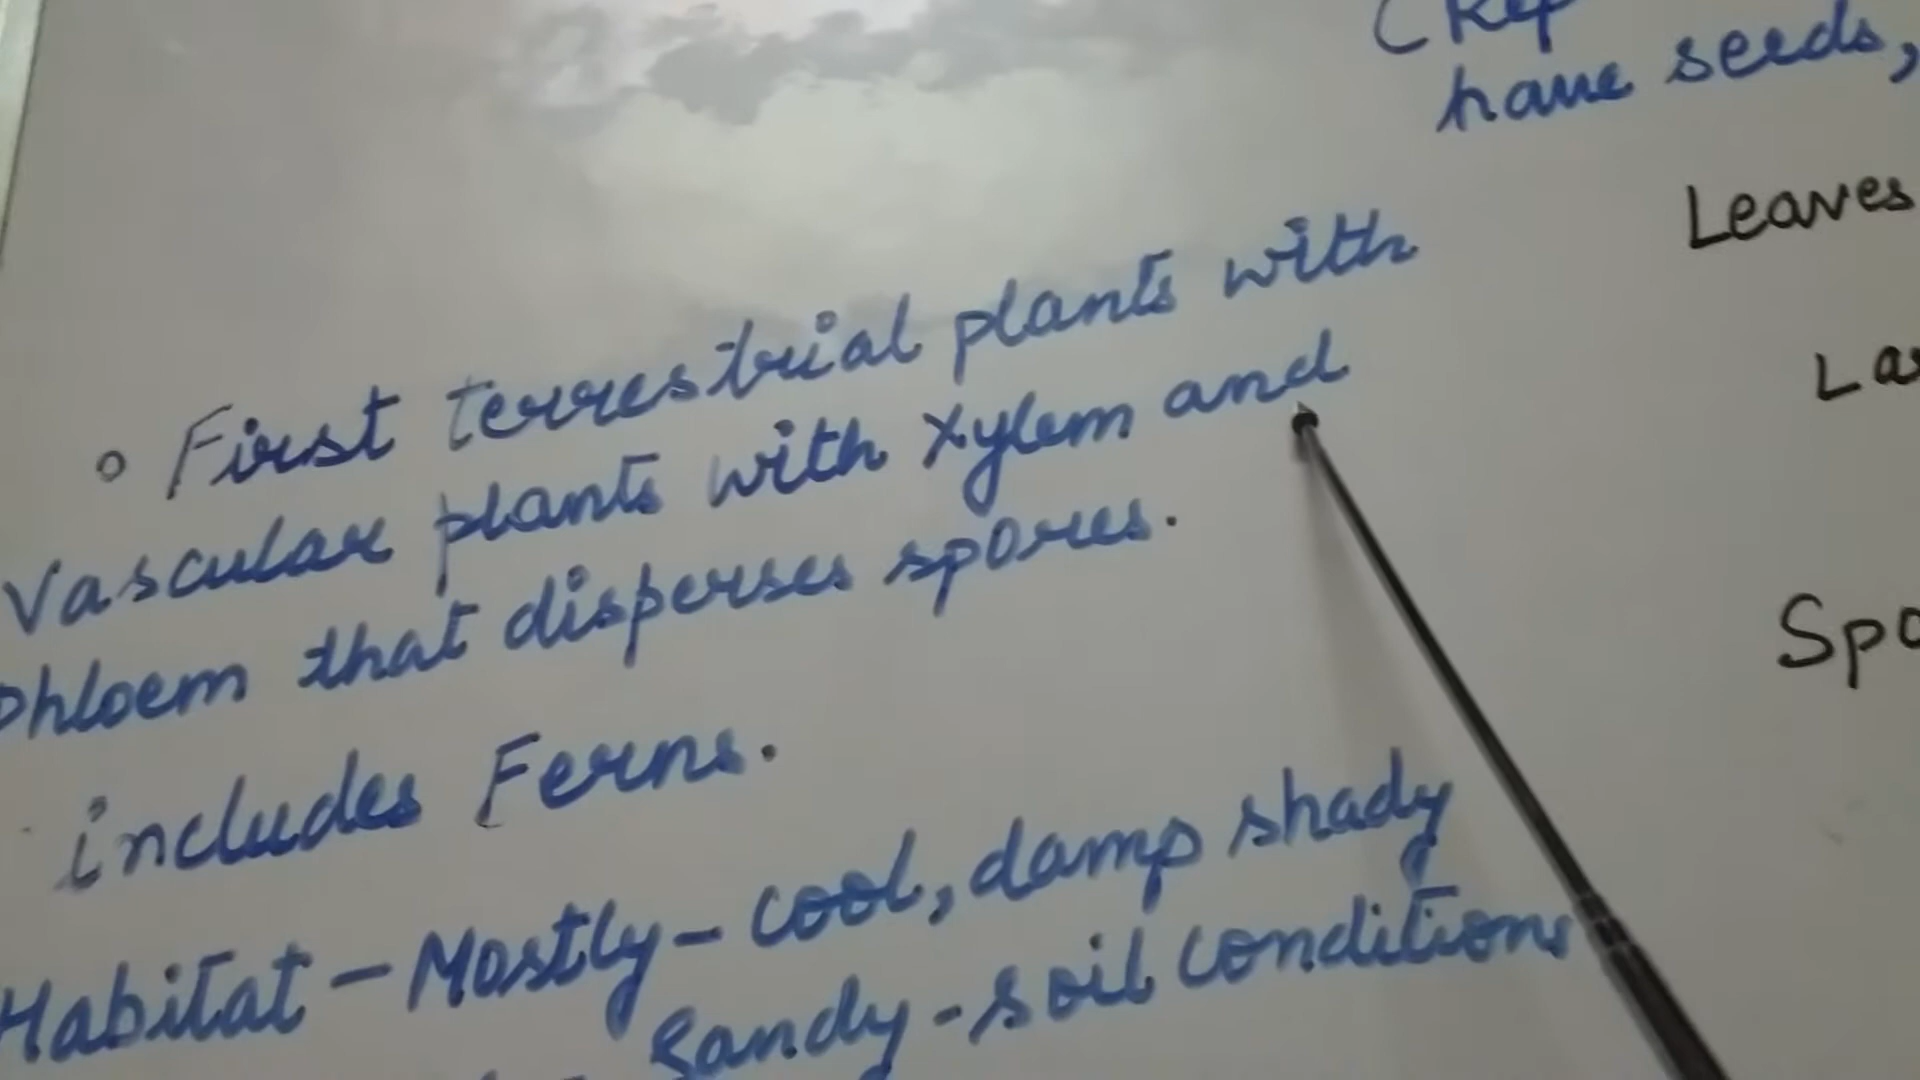 have seeds,
Leaves
° First terrestrial plants with
Vascular plants with Xylem and
phloem that disperses spores.
includes Ferns.
Habitat - Mostly - cool, damp shady
Sandy - soil conditions